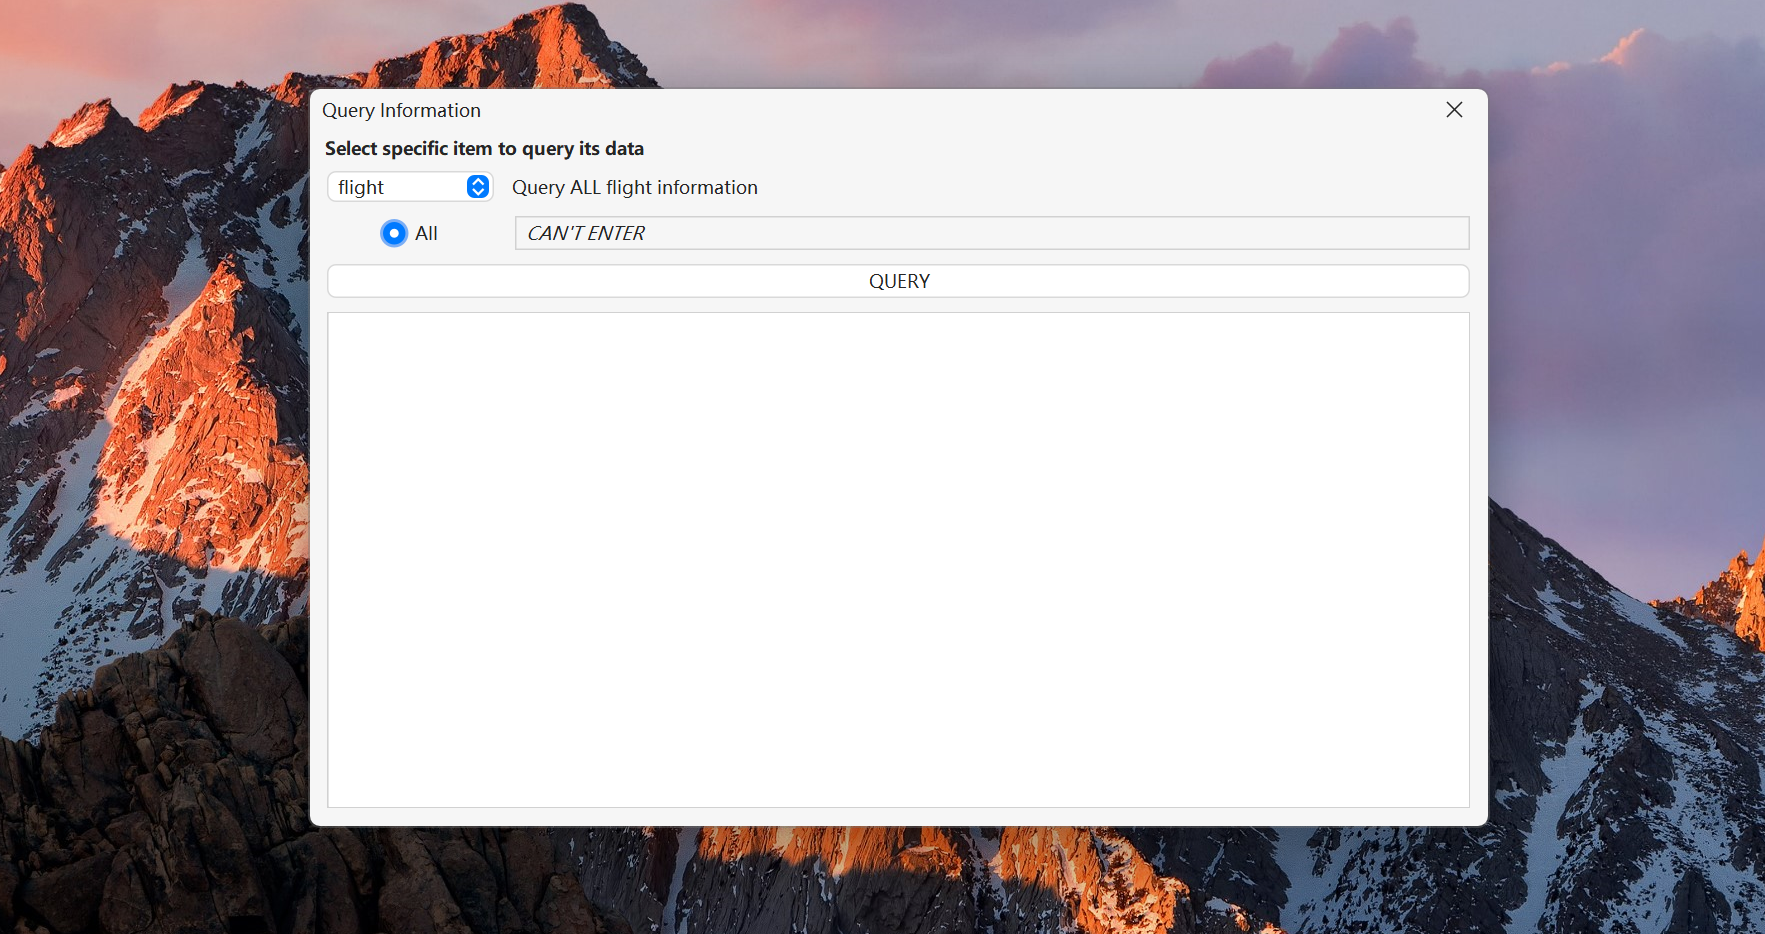 Query Information
Select specific item to query its data
flight Query ALL flight information
All CAN'T ENTER
QUERY